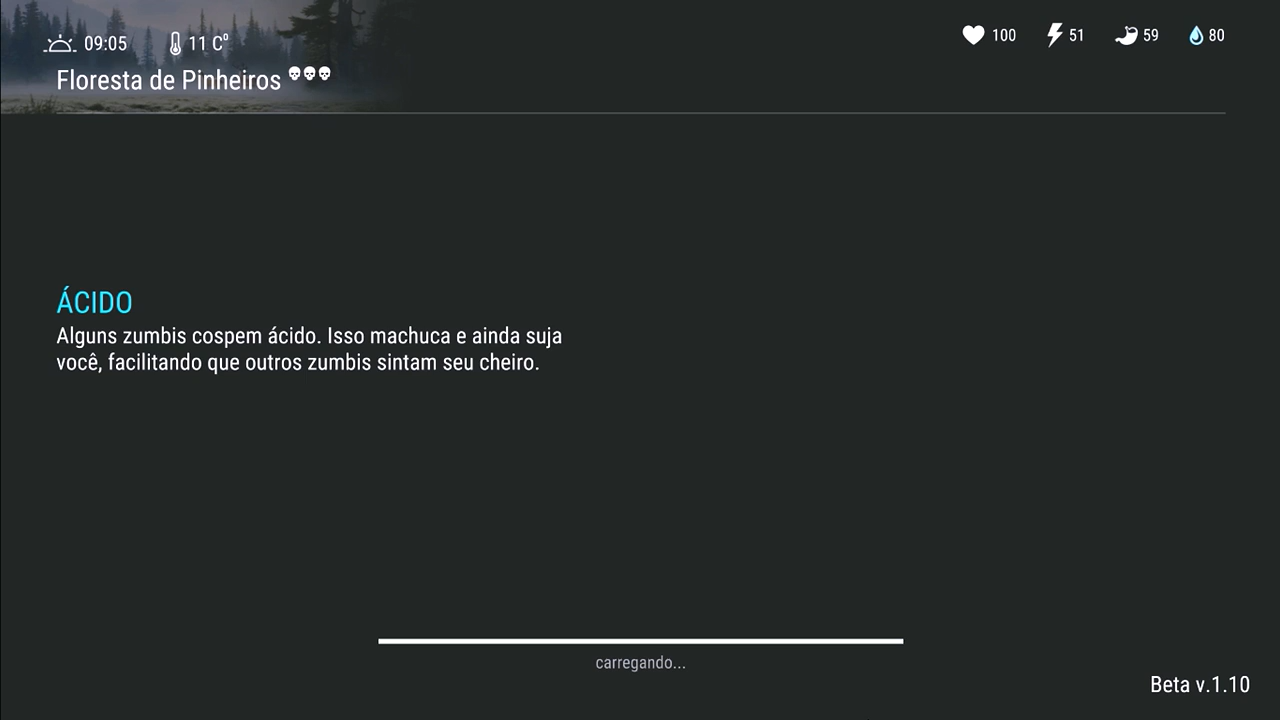 09:05 11 C⁰
100 51 59 80
Floresta de Pinheiros
ÁCIDO
Alguns zumbis cospem ácido. Isso machuca e ainda suja
você, facilitando que outros zumbis sintam seu cheiro.
carregando...
Beta v.1.10